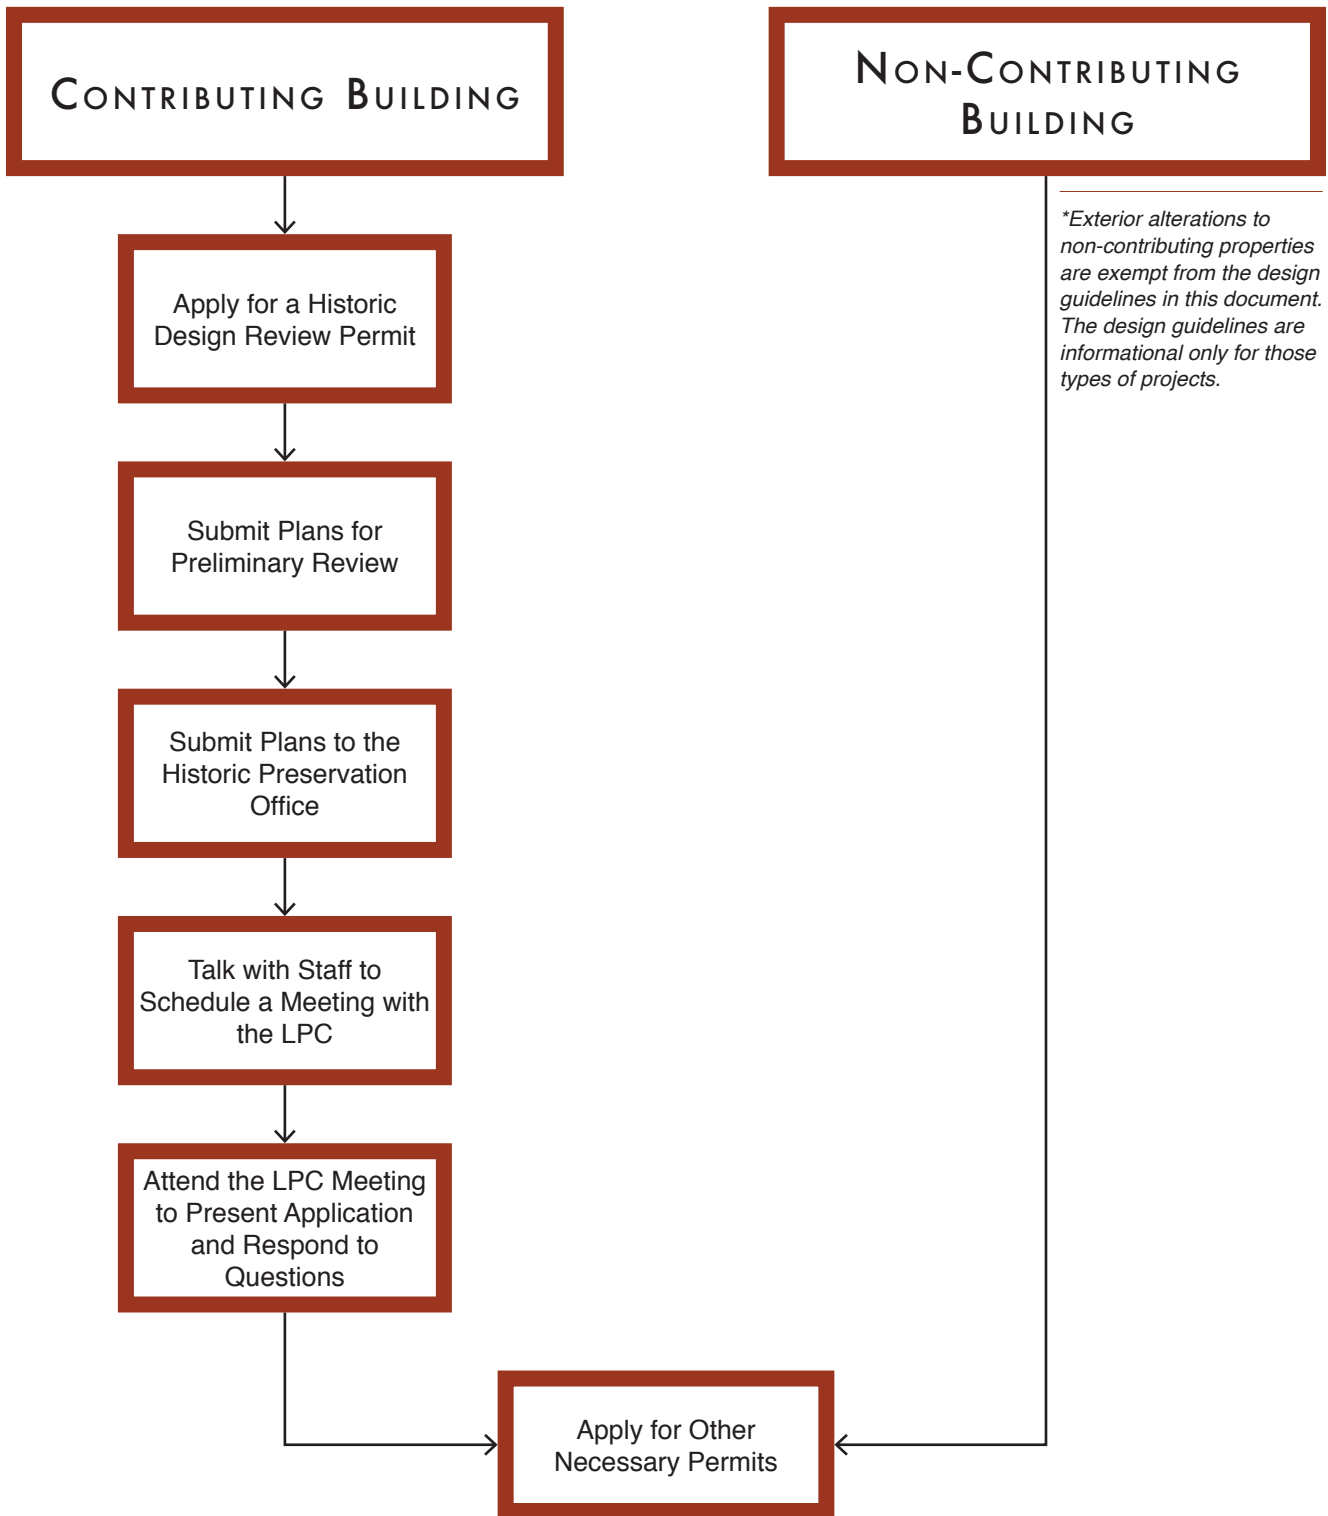 CONTRIBUTING BUILDING
NON-CONTRIBUTING
BUILDING
*Exterior alterations to
non-contributing properties
are exempt from the design
guidelines in this document.
The design guidelines are
informational only for those
types of projects.
Apply for a Historic
Design Review Permit
Submit Plans for
Preliminary Review
Submit Plans to the
Historic Preservation
Office
Talk with Staff to
Schedule a Meeting with
the LPC
Attend the LPC Meeting
to Present Application
and Respond to
Questions
Apply for Other
Necessary Permits